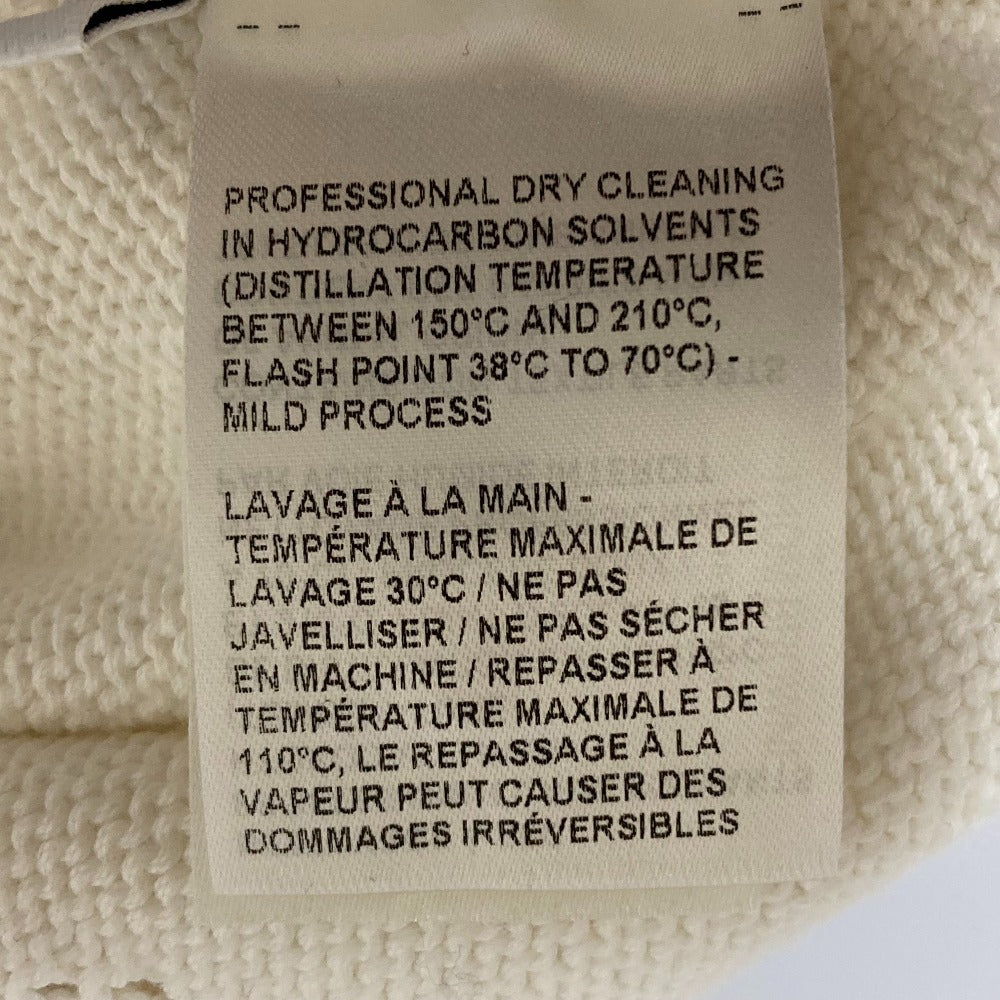 PROFESSIONAL DRY CLEANING
IN HYDROCARBON SOLVENTS
(DISTILLATION TEMPERATURE
BETWEEN 150°C AND 210°C,
FLASH POINT 38°C TO 70°C) -
MILD PROCESS
LAVAGE À LA MAIN -
TEMPÉRATURE MAXIMALE DE
LAVAGE 30°C / NE PAS
JAVELLISER / NE PAS SÉCHER
EN MACHINE / REPASSER À
TEMPÉRATURE MAXIMALE DE
110°C, LE REPASSAGE À LA
VAPEUR PEUT CAUSER DES
DOMMAGES IRRÉVERSIBLES